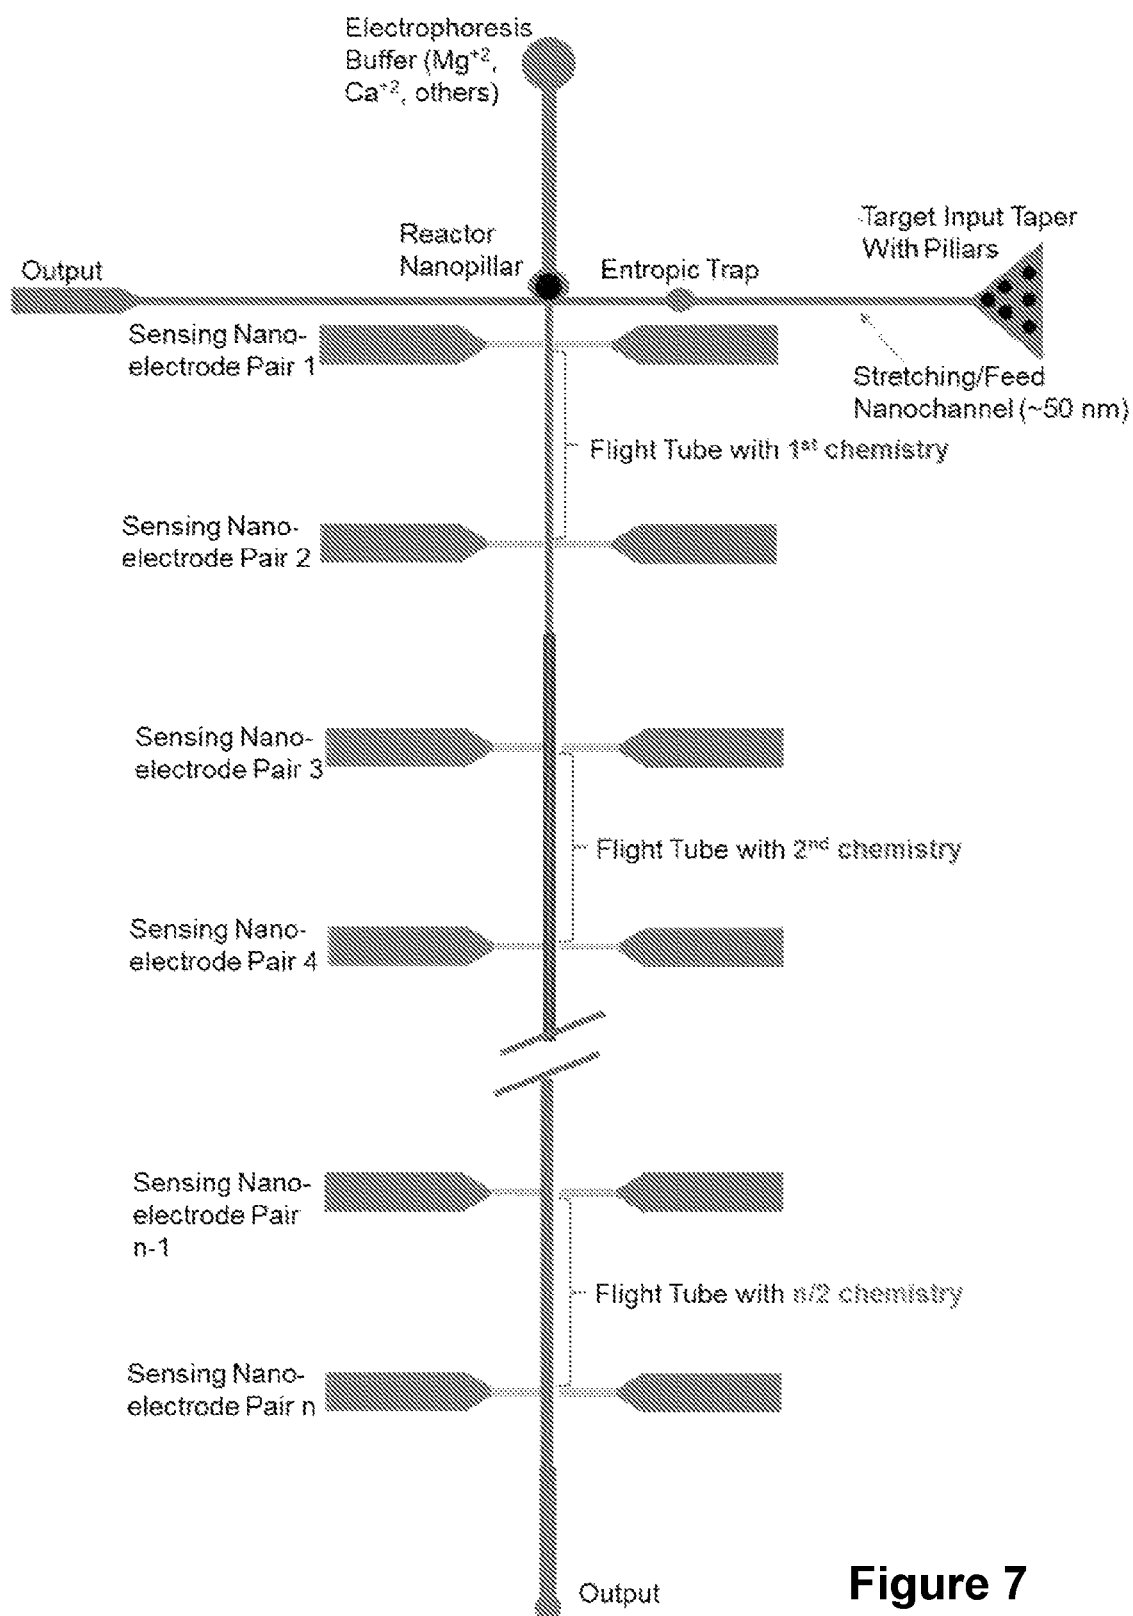 Electrophoresis
Buffer (Mg+2,
Ca+2, others)
Reactor
Nanopillar
Entropic Trap
Target Input Taper
With Pillars
Output
Sensing Nano-
electrode Pair 1
Stretching/Feed
Nanochannel (~50 nm)
Flight Tube with 1st chemistry
Sensing Nano-
electrode Pair 2
Sensing Nano-
electrode Pair 3
Flight Tube with 2nd chemistry
Sensing Nano-
electrode Pair 4
Sensing Nano-
electrode Pair
n-1
Flight Tube with n/2 chemistry
Sensing Nano-
electrode Pair n
Output
Figure 7